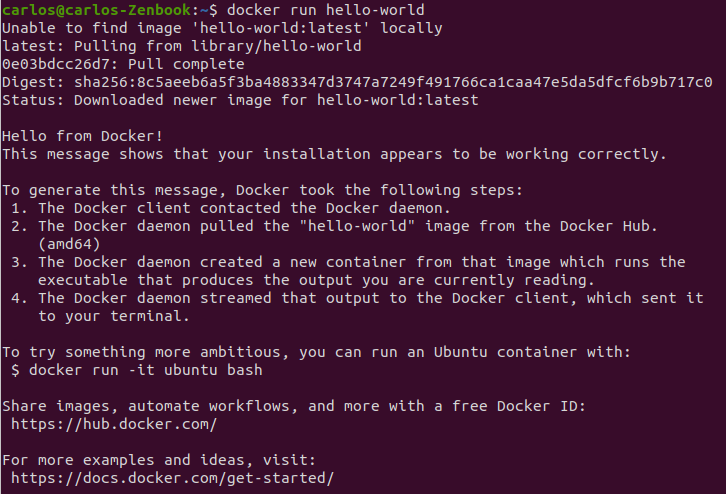 carlos@carlos-Zenbook:~$ docker run hello-world
Unable to find image 'hello-world:latest' locally
latest: Pulling from library/hello-world
0e03bdcc26d7: Pull complete
Digest: sha256:8c5aeeb6a5f3ba4883347d3747a7249f491766ca1caa47e5da5dfcf6b9b717c0
Status: Downloaded newer image for hello-world:latest

Hello from Docker!
This message shows that your installation appears to be working correctly.

To generate this message, Docker took the following steps:
 1. The Docker client contacted the Docker daemon.
 2. The Docker daemon pulled the "hello-world" image from the Docker Hub.
    (amd64)
 3. The Docker daemon created a new container from that image which runs the
    executable that produces the output you are currently reading.
 4. The Docker daemon streamed that output to the Docker client, which sent it
    to your terminal.

To try something more ambitious, you can run an Ubuntu container with:
 $ docker run -it ubuntu bash

Share images, automate workflows, and more with a free Docker ID:
 https://hub.docker.com/

For more examples and ideas, visit:
 https://docs.docker.com/get-started/